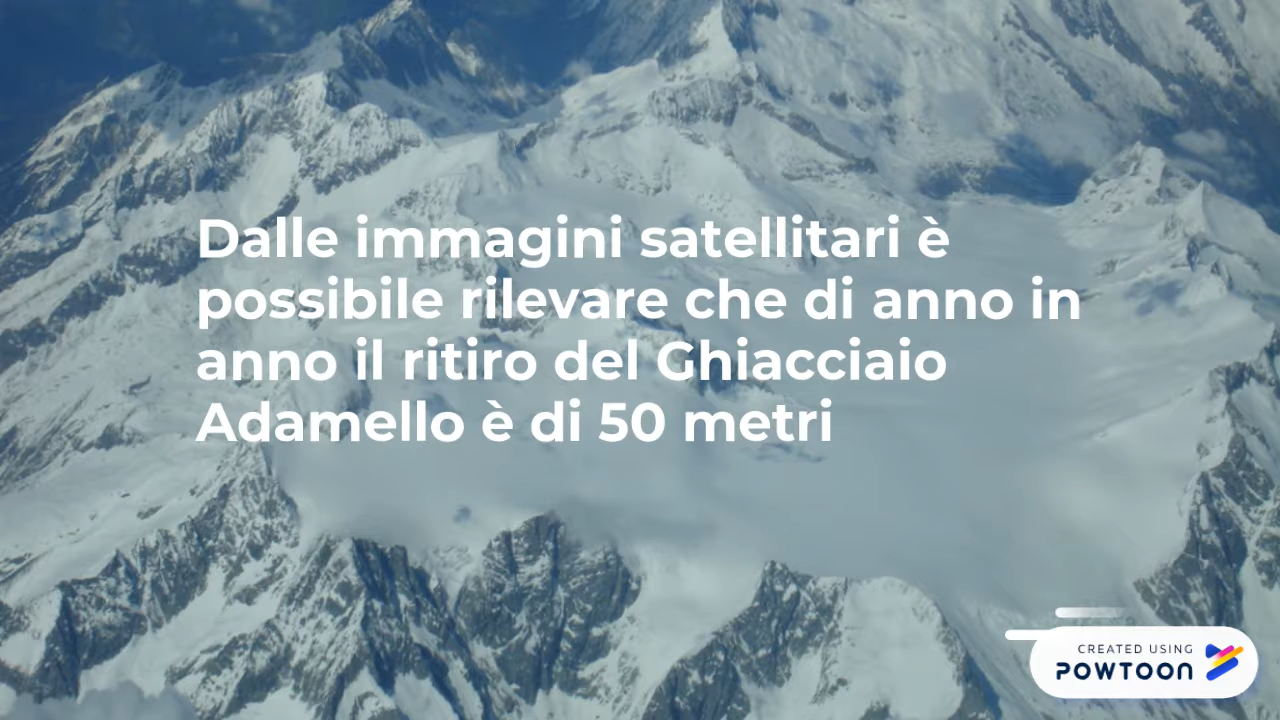 Dalle immagini satellitari è
possibile rilevare che di anno in
anno il ritiro del Ghiacciaio
Adamello è di 50 metri
CREATED USING
POWTOON